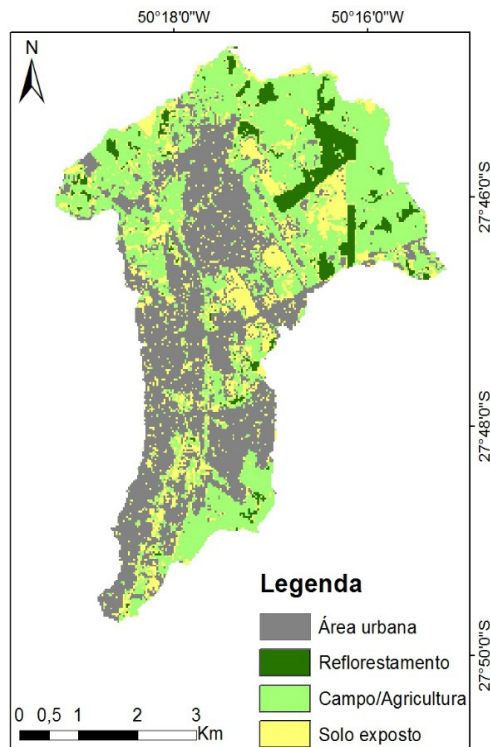 50°18'0"W 50°16'0"W
N
27°46'0"S
27°48'0"S
27°50'0"S
Legenda
Área urbana
Reflorestamento
Campo/Agricultura
Solo exposto
0 0,5 1 2 3
Km